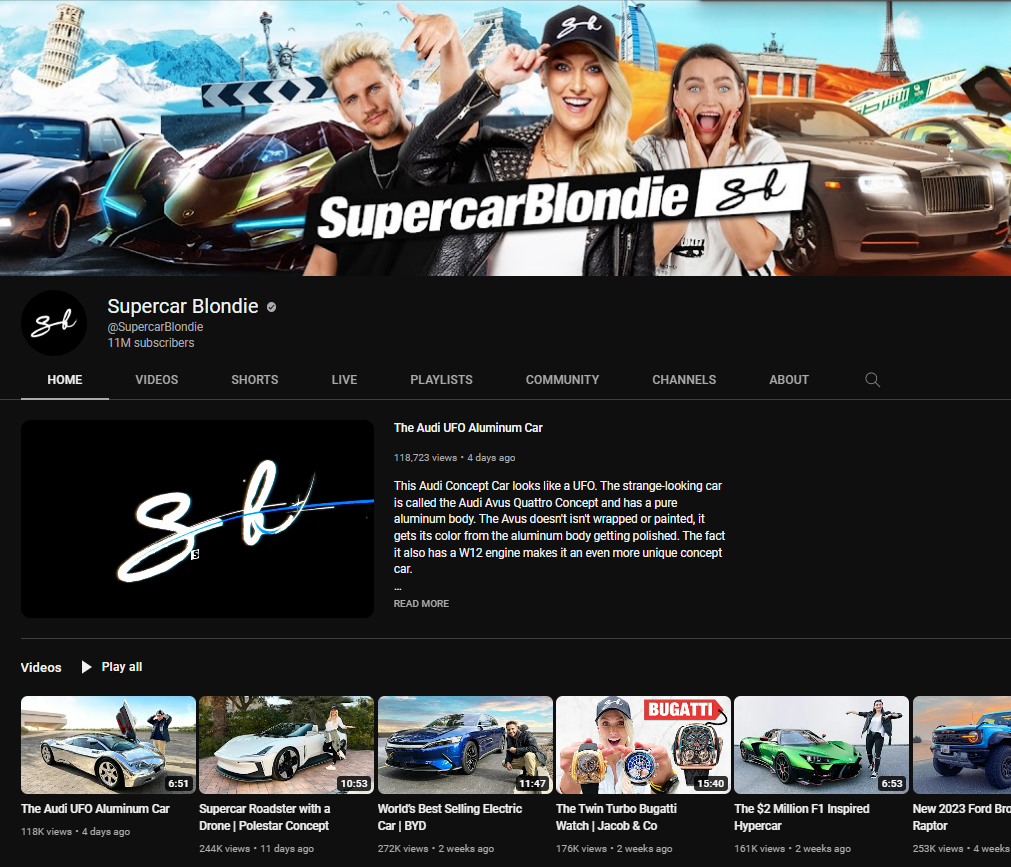 SupercarBlondie sb
sb
Supercar Blondie
@SupercarBlondie
11M subscribers
HOME VIDEOS SHORTS LIVE PLAYLISTS COMMUNITY CHANNELS ABOUT
sb
The Audi UFO Aluminum Car
118,723 views • 4 days ago
This Audi Concept Car looks like a UFO. The strange-looking car
is called the Audi Avus Quattro Concept and has a pure
aluminum body. The Avus doesn't isn't wrapped or painted, it
gets its color from the aluminum body getting polished. The fact
it also has a W12 engine makes it an even more unique concept
car.
...
READ MORE
Videos Play all
6:51
10:53
11:47
BUGATTI
15:40
6:53
The Audi UFO Aluminum Car
118K views • 4 days ago
Supercar Roadster with a
Drone | Polestar Concept
244K views • 11 days ago
World's Best Selling Electric
Car | BYD
272K views • 2 weeks ago
The Twin Turbo Bugatti
Watch | Jacob & Co
176K views • 2 weeks ago
The $2 Million F1 Inspired
Hypercar
161K views • 2 weeks ago
New 2023 Ford Bro
Raptor
253K views • 4 weeks